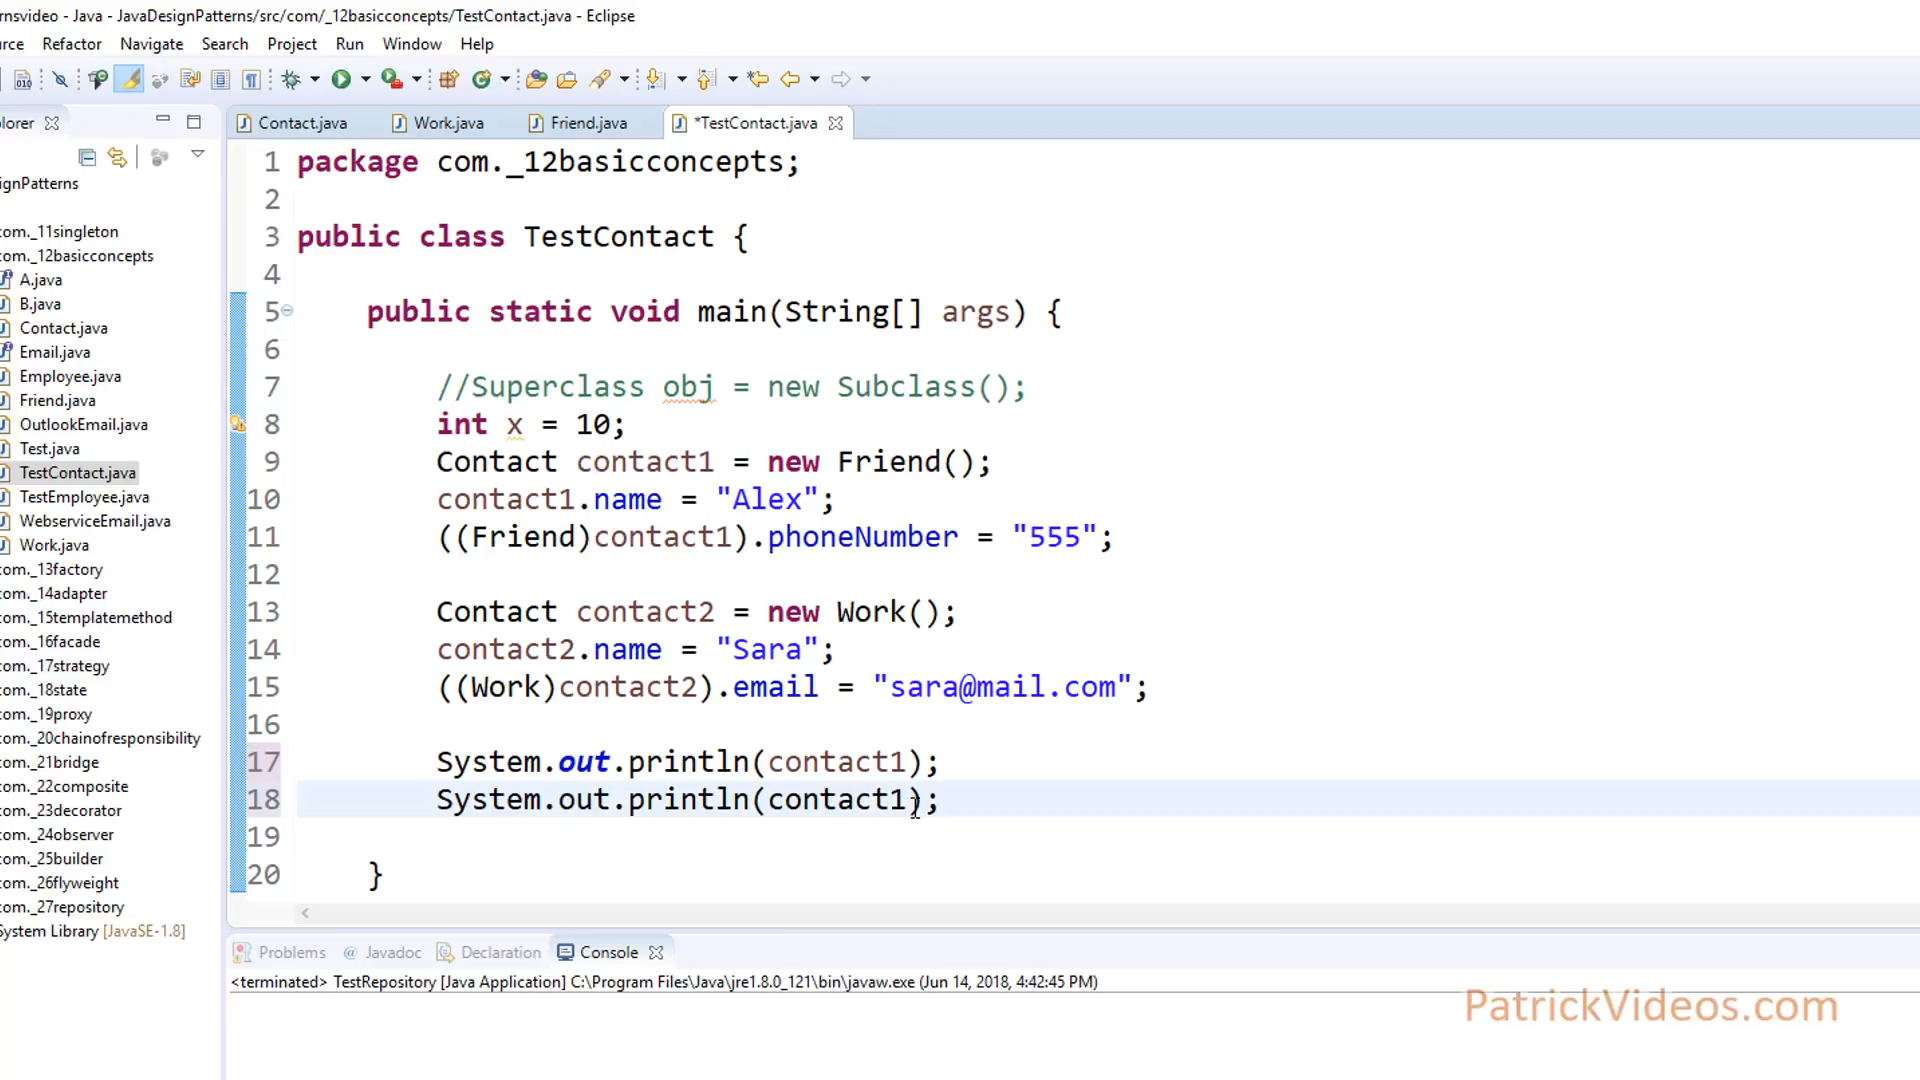 rnsvideo - Java - JavaDesignPatterns/src/com/_12basicconcepts/TestContact.java - Eclipse
rce Refactor Navigate Search Project Run Window Help
lorer
Contact.java Work.java Friend.java *TestContact.java
ignPatterns
com._11singleton
com._12basicconcepts
A.java
B.java
Contact.java
Email.java
Employee.java
Friend.java
OutlookEmail.java
Test.java
TestContact.java
TestEmployee.java
WebserviceEmail.java
Work.java
com._13factory
com._14adapter
com._15templatemethod
com._16facade
com._17strategy
com._18state
com._19proxy
com._20chainofresponsibility
com._21bridge
com._22composite
com._23decorator
com._24observer
com._25builder
com._26flyweight
com._27repository
System Library [JavaSE-1.8]
1 package com._12basicconcepts;
2
3 public class TestContact {
4
5 public static void main(String[] args) {
6
7 //Superclass obj = new Subclass();
8 int x = 10;
9 Contact contact1 = new Friend();
10 contact1.name = "Alex";
11 ((Friend)contact1).phoneNumber = "555";
12
13 Contact contact2 = new Work();
14 contact2.name = "Sara";
15 ((Work)contact2).email = "sara@mail.com";
16
17 System.out.println(contact1);
18 System.out.println(contact1);
19
20 }
Problems @ Javadoc Declaration Console
<terminated> TestRepository [Java Application] C:\Program Files\Java\jre1.8.0_121\bin\javaw.exe (Jun 14, 2018, 4:42:45 PM)
PatrickVideos.com